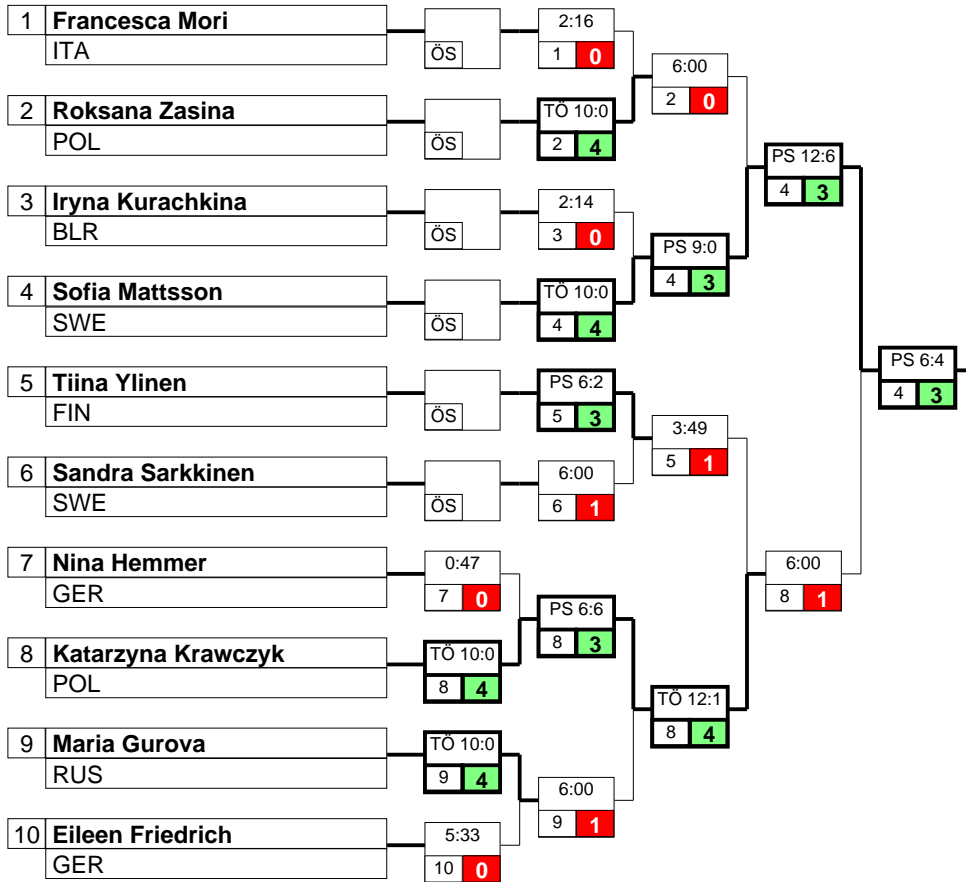 1 Francesca Mori
ITA
ÖS
2:16
1 0
6:00
2 0
2 Roksana Zasina
POL
ÖS
TÖ 10:0
2 4
PS 12:6
4 3
3 Iryna Kurachkina
BLR
ÖS
2:14
3 0
PS 9:0
4 3
4 Sofia Mattsson
SWE
ÖS
TÖ 10:0
4 4
PS 6:4
4 3
5 Tiina Ylinen
FIN
ÖS
PS 6:2
5 3
3:49
5 1
6 Sandra Sarkkinen
SWE
ÖS
6:00
6 1
7 Nina Hemmer
GER
0:47
7 0
6:00
8 1
PS 6:6
8 3
8 Katarzyna Krawczyk
POL
TÖ 10:0
8 4
TÖ 12:1
8 4
9 Maria Gurova
RUS
TÖ 10:0
9 4
6:00
9 1
10 Eileen Friedrich
GER
5:33
10 0